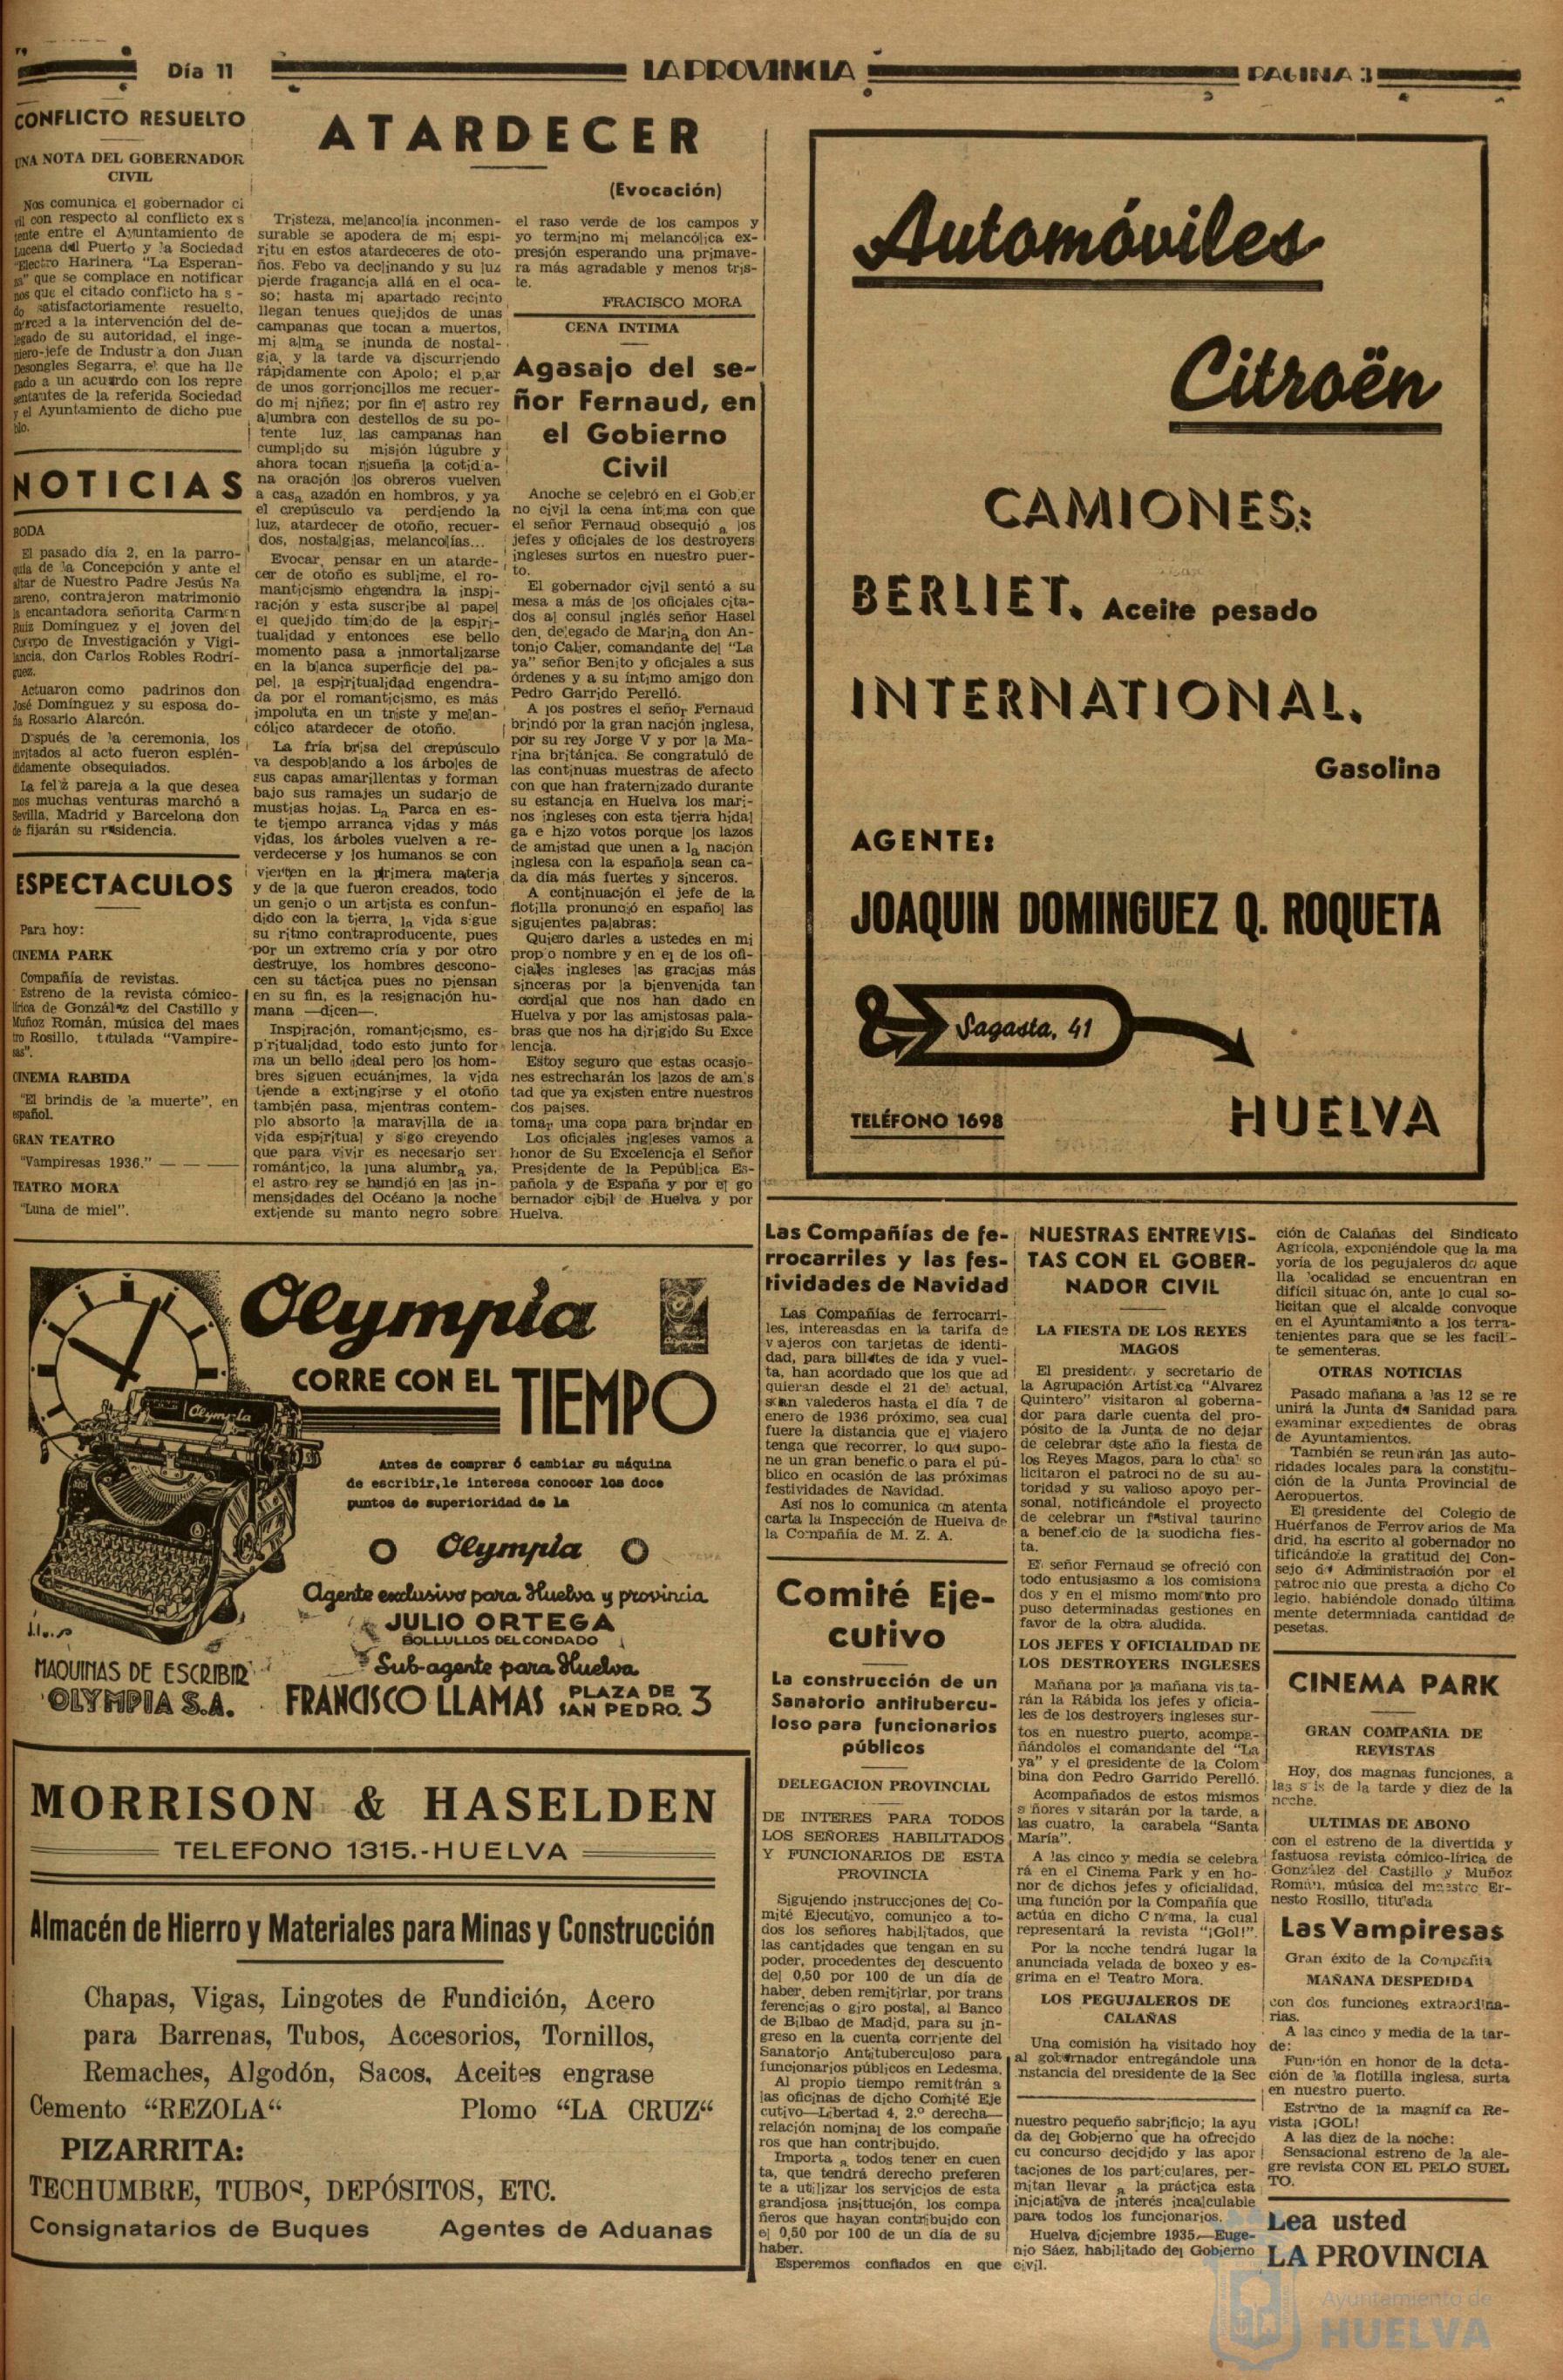 Día 11
LA PROVINCIA
PAGINA 3
CONFLICTO RESUELTO
UNA NOTA DEL GOBERNADOR
CIVIL
Nos comunica el gobernador ci
vil con respecto al conflicto exs
tente entre el Ayuntamiento de
Lucena del Puerto y la Sociedad
"Electro Harinera "La Esperan-
za" que se complace en notificar
nos que el citado conflicto ha s -
do satisfactoriamente resuelto,
merced a la intervención del de-
legado de su autoridad, el inge-
niero-jefe de Industr a don Juan
Desongles Segarra, el que ha lle
gado a un acuerdo con los repre
sentantes de la referida Sociedad
y el Ayuntamiento de dicho pue
blo.
NOTICIAS
BODA
El pasado día 2, en la parro-
quia de la Concepción y ante el
altar de Nuestro Padre Jesús Na
zareno, contrajeron matrimonio
la encantadora señorita Carmen
Ruiz Domínguez y el joven del
Cuerpo de Investigación y Vigi-
lancia, don Carlos Robles Rodrí-
guez.
Actuaron como padrinos don
José Domínguez y su esposa do-
ña Rosario Alarcón.
Después de la ceremonia, los
invitados al acto fueron esplén-
didamente obsequiados.
La feliz pareja a la que desea
mos muchas venturas marchó a
Sevilla, Madrid y Barcelona don
de fijarán su residencia.
ESPECTACULOS
Para hoy:
CINEMA PARK
Compañía de revistas.
Estreno de la revista cómico-
lírica de González del Castillo y
Muñoz Román, música del maes
tro Rosillo, titulada "Vampire-
sas".
CINEMA RABIDA
"El brindis de la muerte", en
español.
GRAN TEATRO
"Vampiresas 1936." — — —
TEATRO MORA
"Luna de miel".
ATARDECER
(Evocación)
Tristeza, melancolía inconmen-
surable se apodera de mi espí-
ritu en estos atardeceres de oto-
ños. Febo va declinando y su luz
pierde fragancia allá en el oca-
so; hasta mi apartado recinto
llegan tenues quejidos de unas
campanas que tocan a muertos,
mi alma se inunda de nostal-
gia, y la tarde va discurriendo
rápidamente con Apolo; el piar
de unos gorrioncillos me recuer-
do mi niñez; por fin el astro rey
alumbra con destellos de su po-
tente luz, las campanas han
cumplido su misión lúgubre y
ahora tocan risueña la cotidia-
na oración los obreros vuelven
a casa azadón en hombros, y ya
el crepúsculo va perdiendo la
luz, atardecer de otoño, recuer-
dos, nostalgias, melancolías...
Evocar, pensar en un atarde-
cer de otoño es sublime, el ro-
manticismo engendra la inspi-
ración y esta suscribe al papel
el quejido tímido de la espiri-
tualidad y entonces ese bello
momento pasa a inmortalizarse
en la blanca superficie del pa-
pel, la espiritualidad engendra-
da por el romanticismo, es más
impoluta en un triste y melan-
cólico atardecer de otoño.
La fría brisa del crepúsculo
va despoblando a los árboles de
sus capas amarillentas y forman
bajo sus ramajes un sudario de
mustias hojas. La Parca en es-
te tiempo arranca vidas y más
vidas, los árboles vuelven a re-
verdecerse y los humanos se con
vierten en la primera materia
y de la que fueron creados, todo
un genio o un artista es confun-
dido con la tierra, la vida sigue
su ritmo contraproducente, pues
por un extremo cría y por otro
destruye, los hombres descono-
cen su táctica pues no piensan
en su fin, es la resignación hu-
mana —dicen—.
Inspiración, romanticismo, es-
piritualidad, todo esto junto for
ma un bello ideal pero los hom-
bres siguen ecuánimes, la vida
tiende a extingirse y el otoño
también pasa, mientras contem-
plo absorto la maravilla de la
vida espiritual y sigo creyendo
que para vivir es necesario ser
romántico, la luna alumbra ya,
el astro rey se hundió en las in-
mensidades del Océano la noche
extiende su manto negro sobre
el raso verde de los campos y
yo termino mi melancólica ex-
presión esperando una primave-
ra más agradable y menos tris-
te.
FRACISCO MORA
CENA INTIMA
Agasajo del se-
ñor Fernaud, en
el Gobierno
Civil
Anoche se celebró en el Gobier
no civil la cena íntima con que
el señor Fernaud obsequió a los
jefes y oficiales de los destroyers
ingleses surtos en nuestro puer-
to.
El gobernador civil sentó a su
mesa a más de los oficiales cita-
dos al consul inglés señor Hasel
den, delegado de Marina don An-
tonio Calier, comandante del "La
ya" señor Benito y oficiales a sus
órdenes y a su íntimo amigo don
Pedro Garrido Perelló.
A los postres el señor Fernaud
brindó por la gran nación inglesa,
por su rey Jorge V y por la Ma-
rina británica. Se congratuló de
las continuas muestras de afecto
con que han fraternizado durante
su estancia en Huelva los mari-
nos ingleses con esta tierra hidal
ga e hizo votos porque los lazos
de amistad que unen a la nación
inglesa con la española sean ca-
da día más fuertes y sinceros.
A continuación el jefe de la
flotilla pronunció en español las
siguientes palabras:
Quiero darles a ustedes en mi
prop o nombre y en el de los ofi-
ciales ingleses las gracias más
sinceras por la bienvenida tan
cordial que nos han dado en
Huelva y por las amistosas pala-
bras que nos ha dirigido Su Exce
lencia.
Estoy seguro que estas ocasio-
nes estrecharán los lazos de amis
tad que ya existen entre nuestros
dos países.
tomar una copa para brindar en
Los oficiales ingleses vamos a
honor de Su Excelencia el Señor
Presidente de la Pepública Es-
pañola y de España y por el go
bernador cibil de Huelva y por
Huelva.
Automóviles
Citroën
CAMIONES:
BERLIET. Aceite pesado
INTERNATIONAL.
Gasolina
AGENTE:
JOAQUIN DOMINGUEZ Q. ROQUETA
Sagasta, 41
TELÉFONO 1698
HUELVA
Olympia
CORRE CON EL TIEMPO
Olympia
Antes de comprar ó cambiar su máquina
de escribir, le interesa conocer los doce
puntos de superioridad de la
Olympia
Agente exclusivo para Huelva y provincia
JULIO ORTEGA
BOLLULLOS DEL CONDADO
Sub-agente para Huelva
FRANCISCO LLAMAS PLAZA DE SAN PEDRO. 3
MAQUINAS DE ESCRIBIR
OLYMPIA S.A.
MORRISON & HASELDEN
TELEFONO 1315.-HUELVA
Almacén de Hierro y Materiales para Minas y Construcción
Chapas, Vigas, Lingotes de Fundición, Acero
para Barrenas, Tubos, Accesorios, Tornillos,
Remaches, Algodón, Sacos, Aceites engrase
Cemento "REZOLA" Plomo "LA CRUZ"
PIZARRITA:
TECHUMBRE, TUBOS, DEPÓSITOS, ETC.
Consignatarios de Buques Agentes de Aduanas
Las Compañías de fe-
rrocarriles y las fes-
tividades de Navidad
Las Compañías de ferrocarri-
les, intereasdas en la tarifa de
v ajeros con tarjetas de identi-
dad, para billetes de ida y vuel-
ta, han acordado que los que ad
quieran desde el 21 del actual,
sean valederos hasta el día 7 de
enero de 1936 próximo, sea cual
fuere la distancia que el viajero
tenga que recorrer, lo que supo-
ne un gran benefic o para el pú-
blico en ocasión de las próximas
festividades de Navidad.
Así nos lo comunica en atenta
carta la Inspección de Huelva de
la Compañía de M. Z. A.
Comité Eje-
cutivo
La construcción de un
Sanatorio antitubercu-
loso para funcionarios
públicos
DELEGACION PROVINCIAL
DE INTERES PARA TODOS
LOS SEÑORES HABILITADOS
Y FUNCIONARIOS DE ESTA
PROVINCIA
Siguiendo instrucciones del Co-
mité Ejecutivo, comunico a to-
dos los señores habilitados, que
las cantidades que tengan en su
poder, procedentes del descuento
del 0,50 por 100 de un día de
haber, deben remitirlar, por trans
ferencias o giro postal, al Banco
de Bilbao de Madid, para su in-
greso en la cuenta corriente del
Sanatorio Antituberculoso para
funcionarios públicos en Ledesma.
Al propio tiempo remitirán a
las oficinas de dicho Comité Eje
cutivo—Libertad 4, 2.º derecha—
relación nominal de los compañe
ros que han contribuído.
Importa a todos tener en cuen
ta, que tendrá derecho preferen
te a utilizar los servicios de esta
grandiosa insittución, los compa
ñeros que hayan contribuido con
el 0,50 por 100 de un día de su
haber.
Esperemos confiados en que
nuestro pequeño sabrificio; la ayu
da del Gobierno que ha ofrecido
cu concurso decidido y las apor
taciones de los particulares, per-
mitan llevar a la práctica esta
iniciativa de interés incalculable
para todos los funcionarios.
Huelva diciembre 1935.—Euge-
nio Sáez, habilitado del Gobierno
civil.
NUESTRAS ENTREVIS-
TAS CON EL GOBER-
NADOR CIVIL
LA FIESTA DE LOS REYES
MAGOS
El presidente y secretario de
la Agrupación Artística "Alvarez
Quintero" visitaron al goberna-
dor para darle cuenta del pro-
pósito de la Junta de no dejar
de celebrar este año la fiesta de
los Reyes Magos, para lo cual so
licitaron el patroci no de su au-
toridad y su valioso apoyo per-
sonal, notificándole el proyecto
de celebrar un festival taurino
a benef cio de la suodicha fies-
ta.
El señor Fernaud se ofreció con
todo entusiasmo a los comisiona
dos y en el mismo momento pro
puso determinadas gestiones en
favor de la obra aludida.
LOS JEFES Y OFICIALIDAD DE
LOS DESTROYERS INGLESES
Mañana por la mañana visita-
rán la Rábida los jefes y oficia-
les de los destroyers ingleses sur-
tos en nuestro puerto, acompa-
ñándolos el comandante del "La
ya" y el presidente de la Colom
bina don Pedro Garrido Perelló.
Acompañados de estos mismos
s ñores v sitarán por la tarde, a
las cuatro, la carabela "Santa
María".
A las cinco y media se celebra
rá en el Cinema Park y en ho-
nor de dichos jefes y oficialidad,
una función por la Compañía que
actúa en dicho C nema, la cual
representará la revista "¡Gol!".
Por la noche tendrá lugar la
anunciada velada de boxeo y es-
grima en el Teatro Mora.
LOS PEGUJALEROS DE
CALAÑAS
Una comisión ha visitado hoy
al gobernador entregándole una
nstancia del presidente de la Sec
ción de Calañas del Sindicato
Agrícola, exponiéndole que la ma
yoría de los pegujaleros de aque
lla localidad se encuentran en
difícil situac ón, ante lo cual so-
licitan que el alcalde convoque
en el Ayuntamiento a los terra-
tenientes para que se les facili-
te sementeras.
OTRAS NOTICIAS
Pasado mañana a las 12 se re
unirá la Junta de Sanidad para
examinar expedientes de obras
de Ayuntamientos.
También se reunirán las auto-
ridades locales para la constitu-
ción de la Junta Provincial de
Aeropuertos.
El presidente del Colegio de
Huérfanos de Ferrov arios de Ma
drid, ha escrito al gobernador no
tificándole la gratitud del Con-
sejo de Administración por el
patroc nio que presta a dicho Co
legio, habiéndole donado última
mente determniada cantidad de
pesetas.
CINEMA PARK
GRAN COMPAÑIA DE
REVISTAS
Hoy, dos magnas funciones, a
las s is de la tarde y diez de la
noche.
ULTIMAS DE ABONO
con el estreno de la divertida y
fastuosa revista cómico-lírica de
González del Castillo y Muñoz
Román, música del maestro Er-
nesto Rosillo, titulada
Las Vampiresas
Gran éxito de la Compañía
MAÑANA DESPEDIDA
con dos funciones extraordina-
rias.
A las cinco y media de la tar-
de:
Función en honor de la dota-
ción de la flotilla inglesa, surta
en nuestro puerto.
Estreno de la magníf ca Re-
vista ¡GOL!
A las diez de la noche:
Sensacional estreno de la ale-
gre revista CON EL PELO SUEL
TO.
Lea usted
LA PROVINCIA
Ayuntamiento de
HUELVA